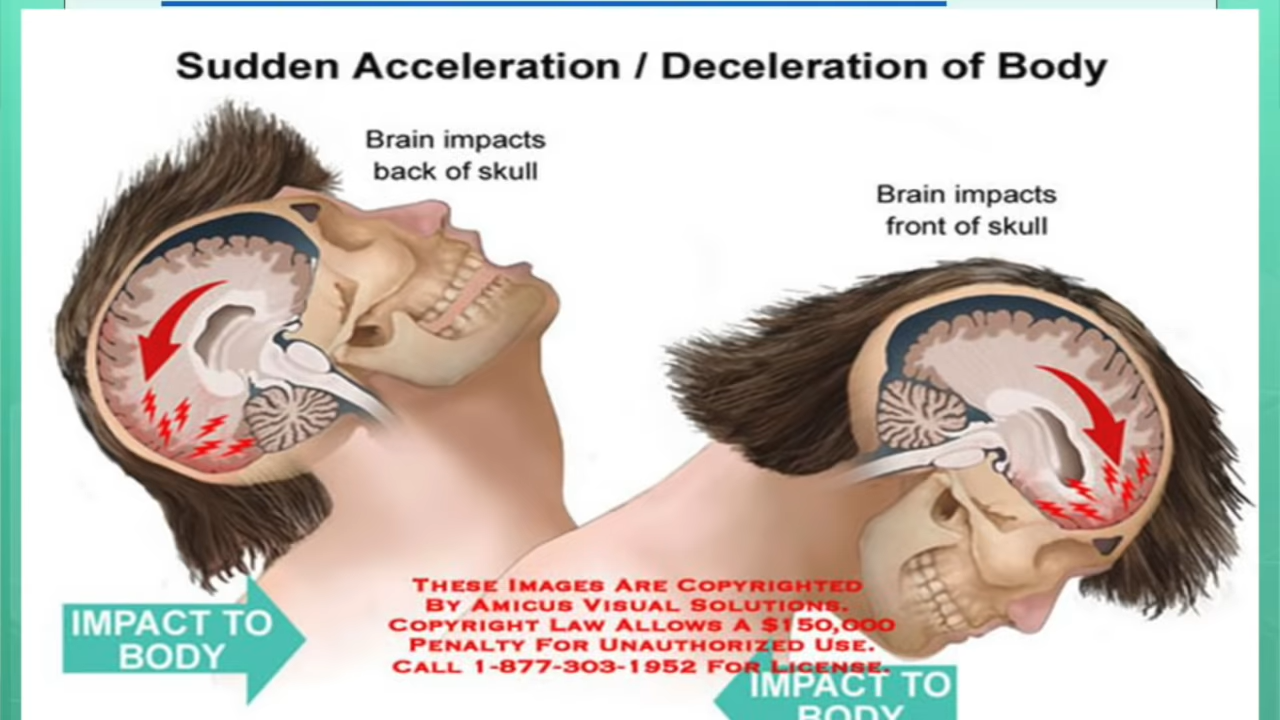 Sudden Acceleration / Deceleration of Body
Brain impacts
back of skull
Brain impacts
front of skull
THESE IMAGES ARE COPYRIGHTED
BY AMICUS VISUAL SOLUTIONS.
COPYRIGHT LAW ALLOWS A $150,000
PENALTY FOR UNAUTHORIZED USE.
CALL 1-877-303-1952 FOR LICENSE.
IMPACT TO
BODY
IMPACT TO
BODY